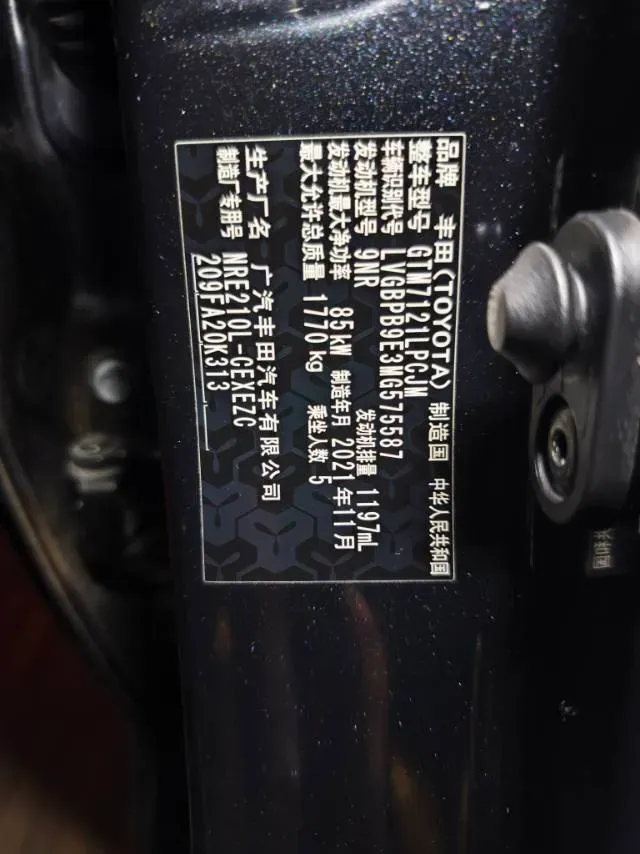 品牌 丰田(TOYOTA) 制造国 中华人民共和国
整车型号 GTM7121LPCJM
车辆识别代号 LVGBPB9E3MG575587
发动机型号 9NR 发动机排量 1197mL
发动机最大净功率 85kW 制造年月 2021年11月
最大允许总质量 1770kg 乘坐人数 5
生产厂名 广汽丰田汽车有限公司
制造厂专用号 NRE210L-CEXEZC
209FA20K313